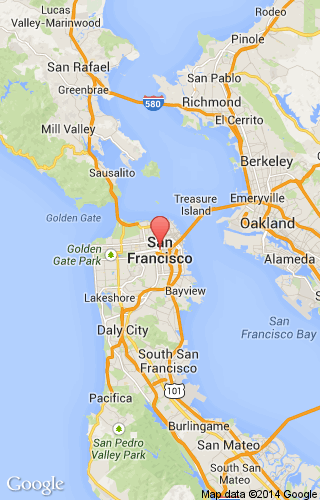 Lucas
Valley-Marinwood
Rodeo
Pinole
San Rafael
San Pablo
Greenbrae
Richmond
580
El Cerrito
Mill Valley
Berkeley
Sausalito
Treasure
Island
Emeryville
Golden Gate
Oakland
Golden
Gate Park
San
Francisco
Alameda
Bayview
Lakeshore
San
Francisco Bay
Daly City
South San
Francisco
101
Pacifica
Burlingame
San Pedro
Valley Park
San Mateo
South San
Mateo
Google
Map data ©2014 Google